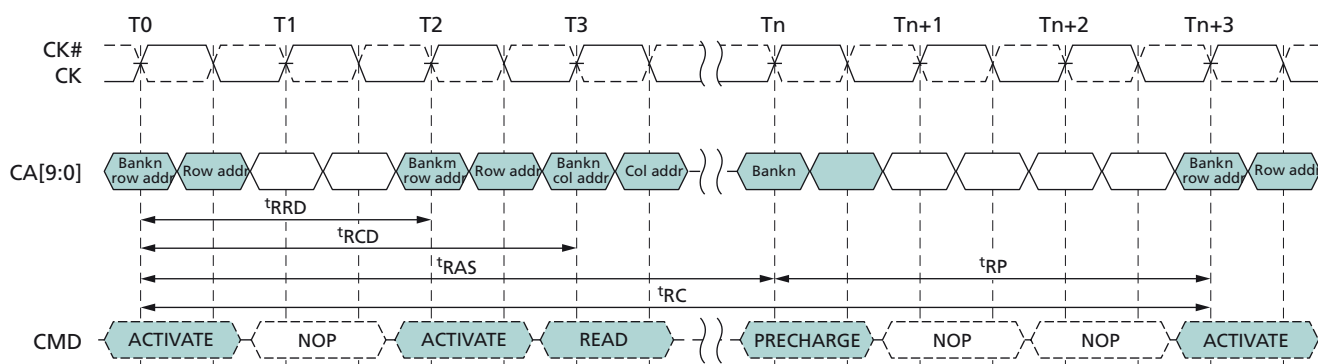 T0 T1 T2 T3 Tn Tn+1 Tn+2 Tn+3
CK#
CK
CA[9:0]
Bankn row addr
Row addr
Bankm row addr
Row addr
Bankn col addr
Col addr
Bankn
Bankn row addr
Row addr
tRRD
tRCD
tRAS tRP
tRC
CMD ACTIVATE NOP ACTIVATE READ PRECHARGE NOP NOP ACTIVATE